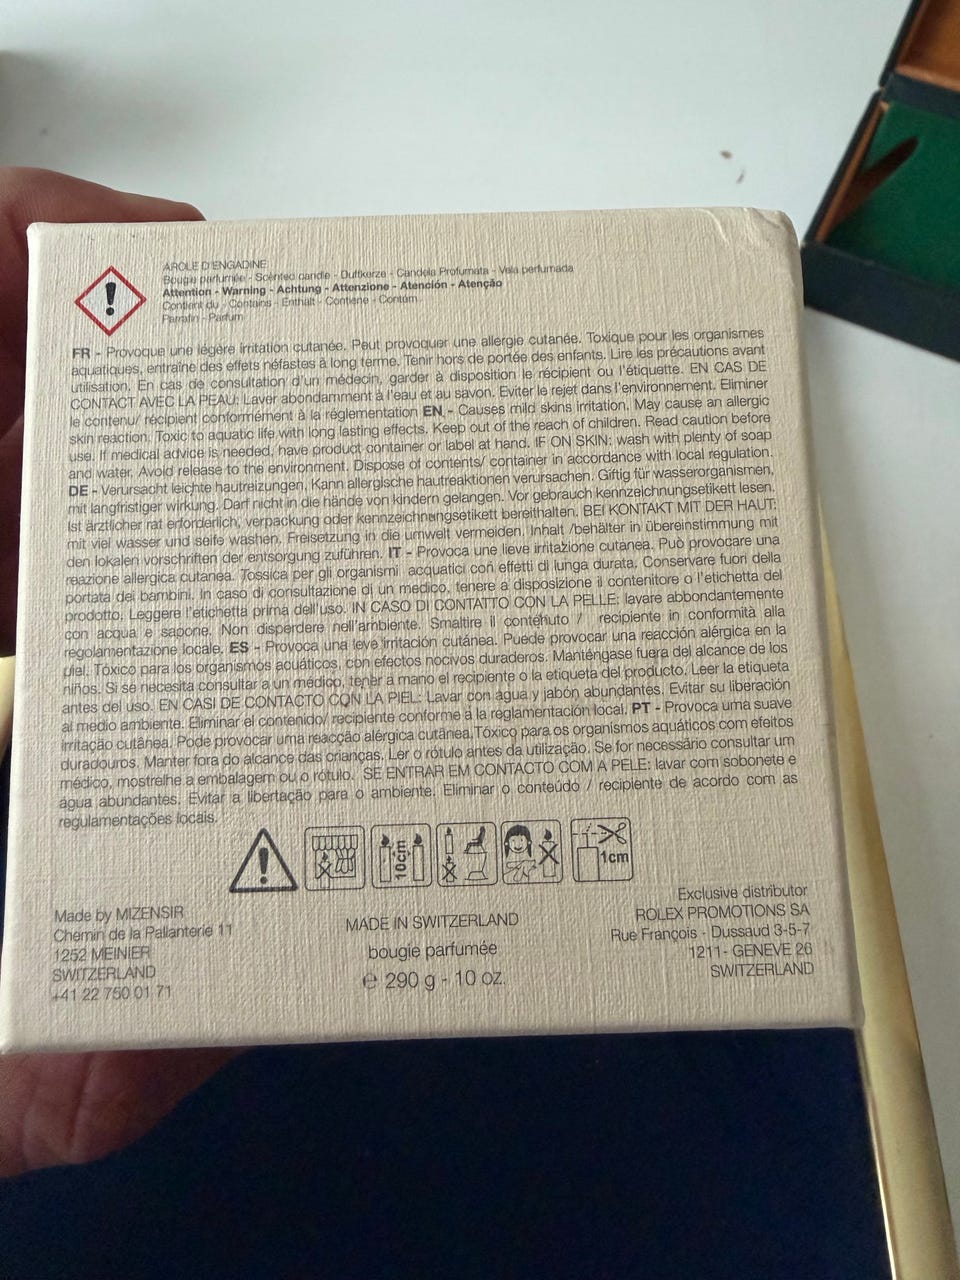 AROLE D'ENGADINE
Bougie parfumée - Scented candle - Duftkerze - Candela Profumata - Vela perfumada
Attention - Warning - Achtung - Attenzione - Atención - Atenção
Contient du - Contains - Enthält - Contiene - Contám
Parrafin - Parfum
FR - Provoque une légère irritation cutanée. Peut provoquer une allergie cutanée. Toxique pour les organismes
aquatiques, entraîne des effets néfastes à long terme. Tenir hors de portée des enfants. Lire les précautions avant
utilisation. En cas de consultation d'un médecin, garder à disposition le récipient ou l'étiquette. EN CAS DE
CONTACT AVEC LA PEAU: Laver abondamment à l'eau et au savon. Eviter le rejet dans l'environnement. Eliminer
le contenu/ récipient conformément à la réglementation EN - Causes mild skins irritation. May cause an allergic
skin reaction. Toxic to aquatic life with long lasting effects. Keep out of the reach of children. Read caution before
use. If medical advice is needed, have product container or label at hand. IF ON SKIN: wash with plenty of soap
and water. Avoid release to the environment. Dispose of contents/ container in accordance with local regulation.
DE - Verursacht leichte hautreizungen. Kann allergische hautreaktionen verursachen. Giftig für wasserorganismen,
mit langfristiger wirkung. Darf nicht in die hände von kindern gelangen. Vor gebrauch kennzeichnungsetikett lesen.
Ist ärztlicher rat erforderlich, verpackung oder kennzeichnungsetikett bereithalten. BEI KONTAKT MIT DER HAUT:
mit viel wasser und seife washen. Freisetzung in die umwelt vermeiden. Inhalt /behälter in übereinstimmung mit
den lokalen vorschriften der entsorgung zuführen. IT - Provoca une lieve irritazione cutanea. Può provocare una
reazione allergica cutanea. Tossica per gli organismi acquatici con effetti di lunga durata. Conservare fuori della
portata dei bambini. In caso di consultazione di un medico, tenere a disposizione il contenitore o l'etichetta del
prodotto. Leggere l'etichetta prima dell'uso. IN CASO DI CONTATTO CON LA PELLE: lavare abbondantemente
con acqua e sapone. Non disperdere nell'ambiente. Smaltire il contenuto / recipiente in conformità alla
regolamentazione locale. ES - Provoca una leve irritación cutánea. Puede provocar una reacción alérgica en la
piel. Tóxico para los organismos acuáticos, con efectos nocivos duraderos. Manténgase fuera del alcance de los
niños. Si se necesita consultar a un médico, tener a mano el recipiente o la etiqueta del producto. Leer la etiqueta
antes del uso. EN CASI DE CONTACTO CON LA PIEL: Lavar con agua y jabón abundantes. Evitar su liberación
al medio ambiente. Eliminar el contenido/ recipiente conforme a la reglamentación local. PT - Provoca uma suave
irritação cutânea. Pode provocar uma reacção alérgica cutânea. Tóxico para os organismos aquáticos com efeitos
duradouros. Manter fora do alcance das crianças. Ler o rótulo antes da utilização. Se for necessário consultar um
médico, mostrelhe a embalagem ou o rótulo. SE ENTRAR EM CONTACTO COM A PELE: lavar com sobonete e
água abundantes. Evitar a libertação para o ambiente. Eliminar o conteúdo / recipiente de acordo com as
regulamentações locais.
10cm
1cm
Made by MIZENSIR
Chemin de la Pallanterie 11
1252 MEINIER
SWITZERLAND
+41 22 750 01 71
MADE IN SWITZERLAND
bougie parfumée
℮ 290 g - 10 oz.
Exclusive distributor
ROLEX PROMOTIONS SA
Rue François - Dussaud 3-5-7
1211- GENEVE 26
SWITZERLAND